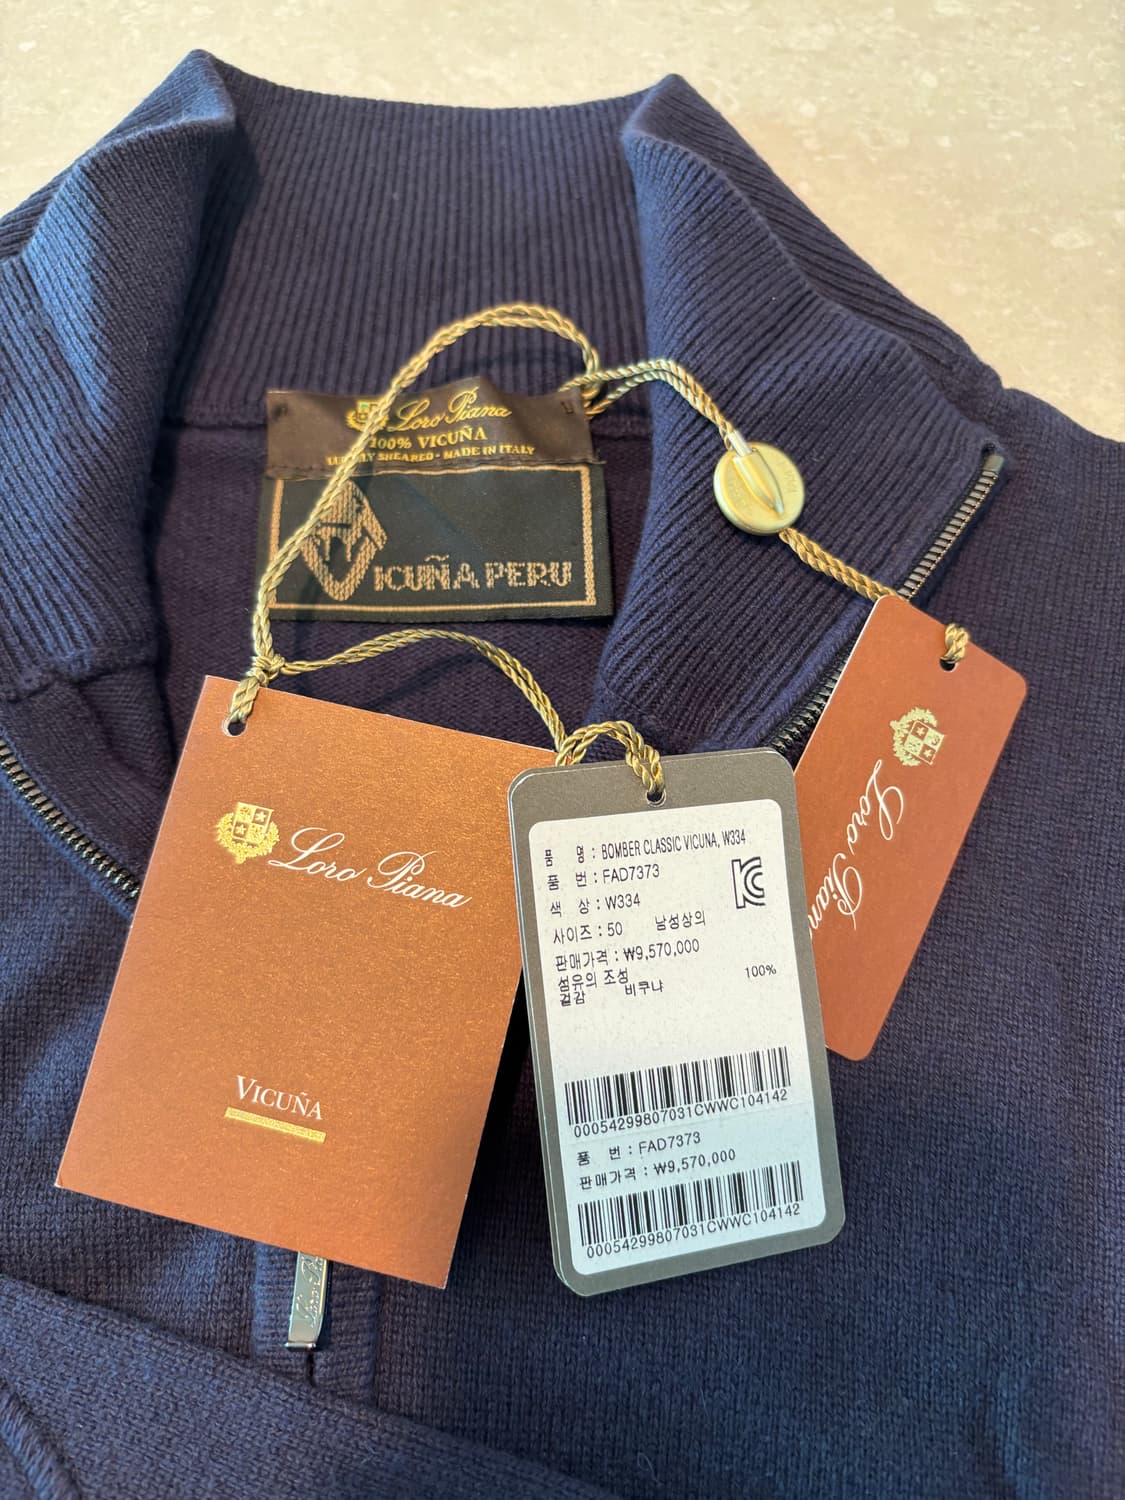 Loro Piana
100% VICUÑA
SHEARED · MADE IN ITALY
VICUÑA PERU
Loro Piana
VICUÑA
품 명 : BOMBER CLASSIC VICUNA, W334
품 번 : FAD7373
색 상 : W334
사이즈 : 50 남성상의
판매가격 : ₩9,570,000
섬유의 조성
겉감 비쿠냐 100%
00054299807031CWWC104142
품 번 : FAD7373
판매가격 : ₩9,570,000
00054299807031CWWC104142
Loro Pian